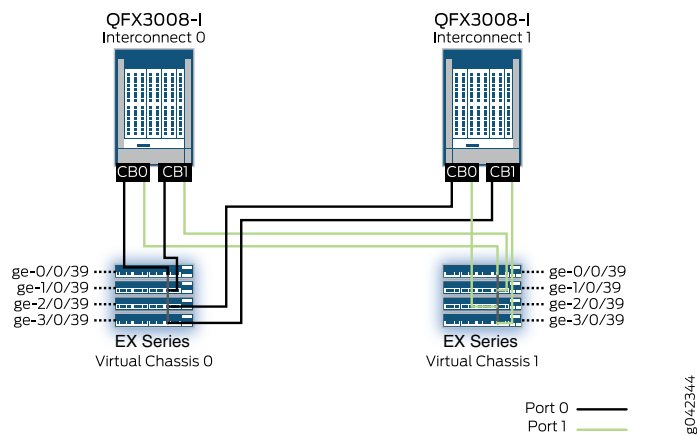 QFX3008-I
Interconnect 0
QFX3008-I
Interconnect 1
CB0
CB1
CB0
CB1
ge-0/0/39
ge-1/0/39
ge-2/0/39
ge-3/0/39
ge-0/0/39
ge-1/0/39
ge-2/0/39
ge-3/0/39
EX Series
Virtual Chassis 0
EX Series
Virtual Chassis 1
Port 0
Port 1
g042344